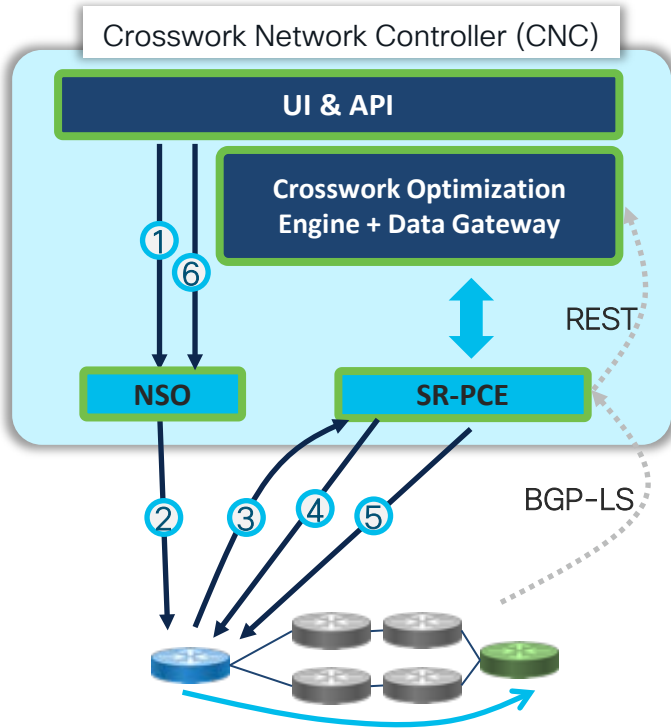 Crosswork Network Controller (CNC)
UI & API
Crosswork Optimization
Engine + Data Gateway
1
6
REST
NSO
SR-PCE
BGP-LS
2
3
4
5